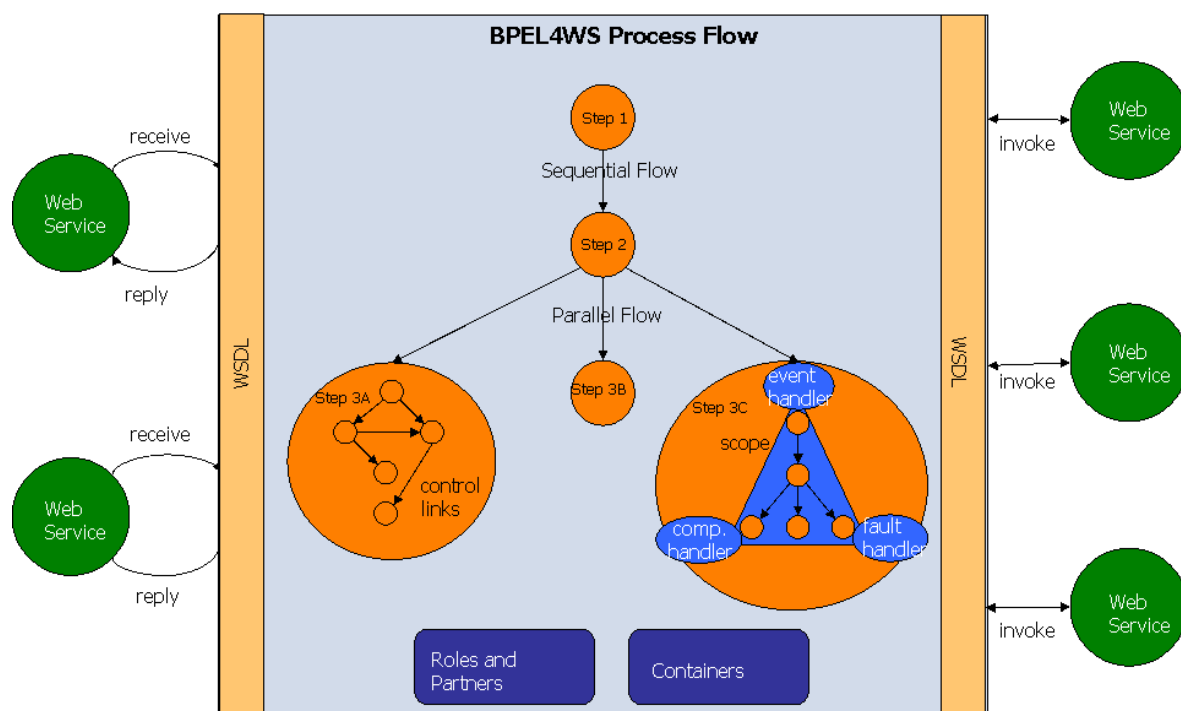 BPEL4WS Process Flow
receive
Web
Service
reply
receive
Web
Service
reply
WSDL
Step 1
Sequential Flow
Step 2
Parallel Flow
Step 3A
control
links
Step 3B
event
handler
Step 3C
scope
comp.
handler
fault
handler
Roles and
Partners
Containers
WSDL
Web
Service
invoke
Web
Service
invoke
Web
Service
invoke